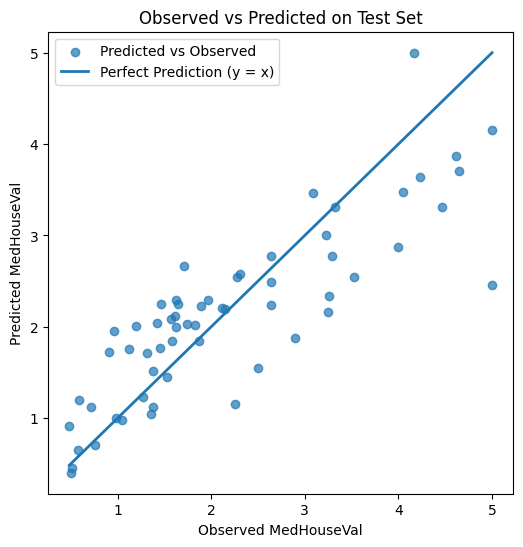 Observed vs Predicted on Test Set
Predicted vs Observed
Perfect Prediction (y = x)
5
4
3
2
1
Predicted MedHouseVal
1 2 3 4 5
Observed MedHouseVal